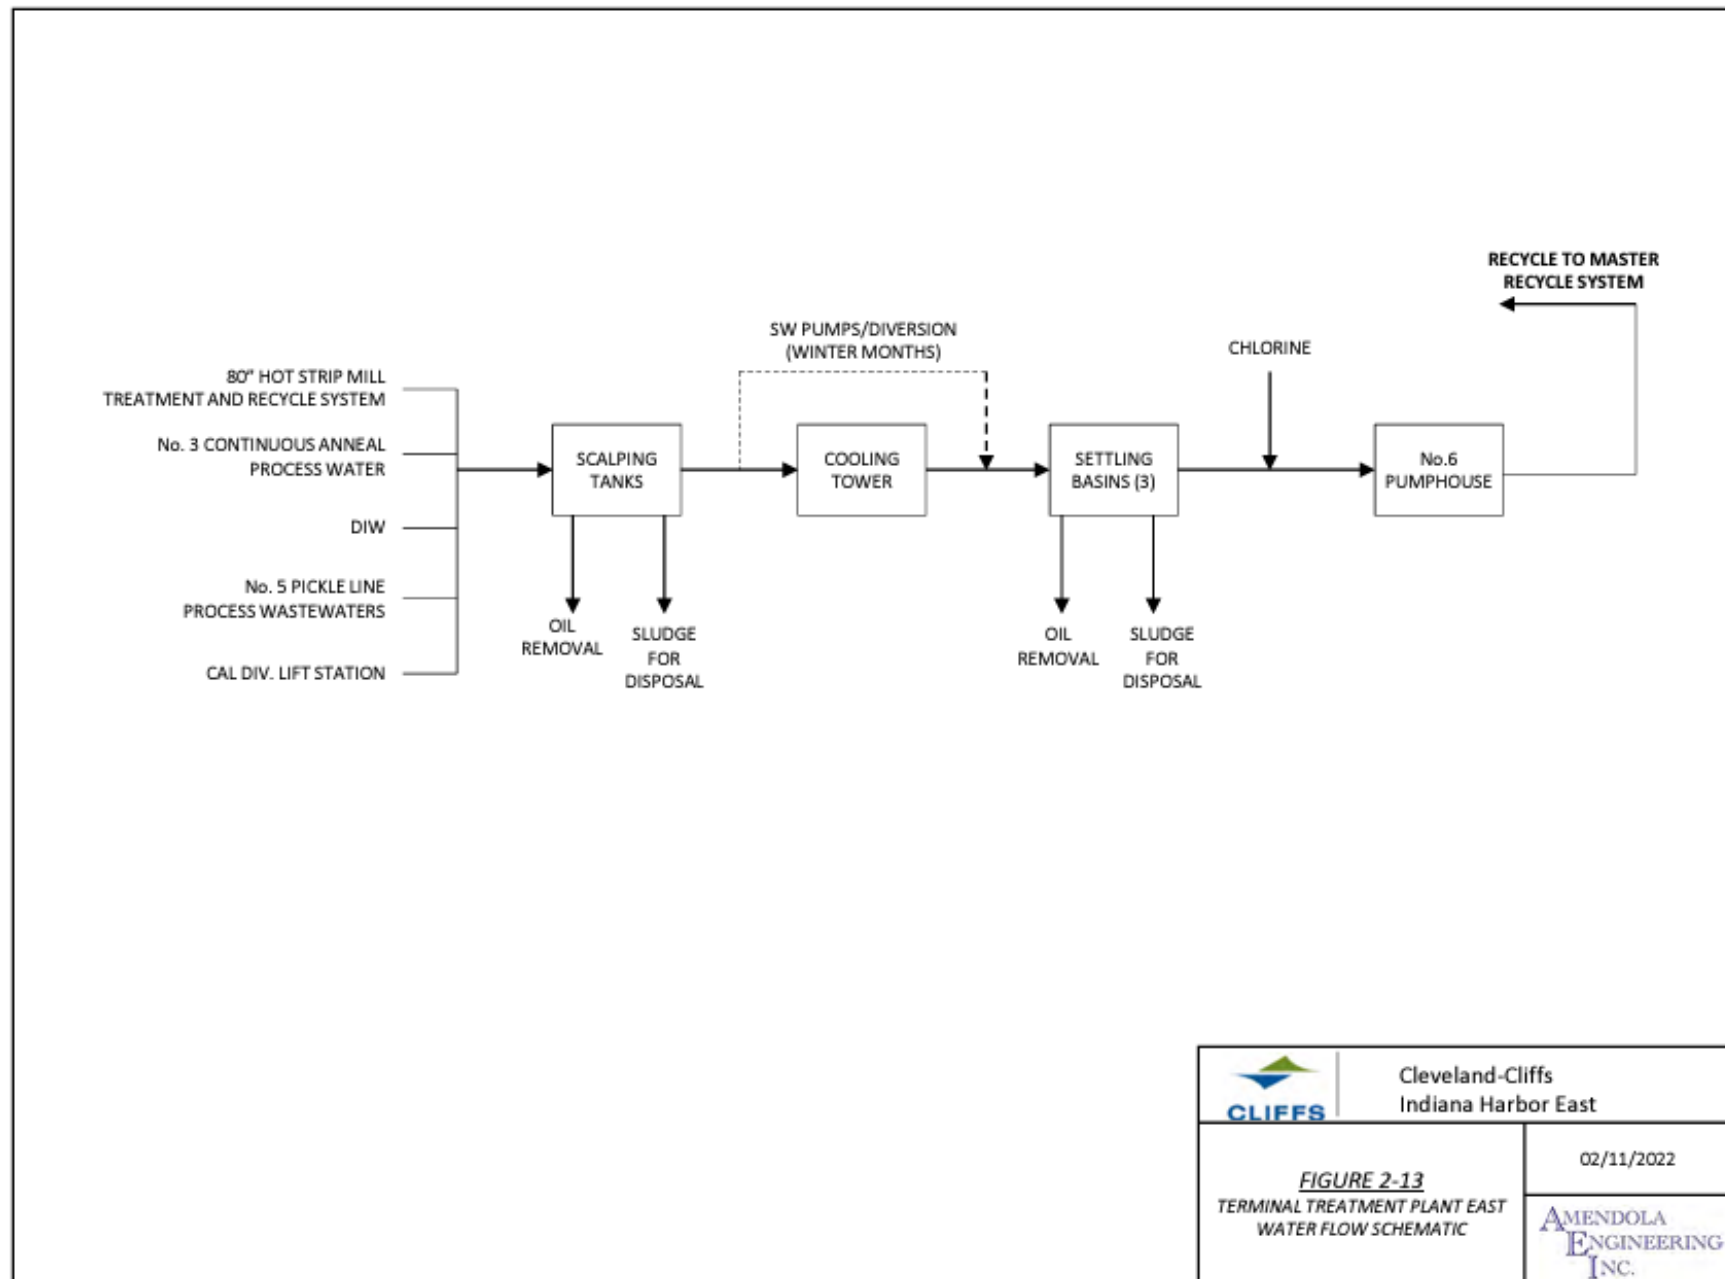 RECYCLE TO MASTER
RECYCLE SYSTEM
SW PUMPS/DIVERSION
(WINTER MONTHS)
CHLORINE
80" HOT STRIP MILL
TREATMENT AND RECYCLE SYSTEM
No. 3 CONTINUOUS ANNEAL
PROCESS WATER
DIW
No. 5 PICKLE LINE
PROCESS WASTEWATERS
CAL DIV. LIFT STATION
SCALPING
TANKS
COOLING
TOWER
SETTLING
BASINS (3)
No.6
PUMPHOUSE
OIL
REMOVAL
SLUDGE
FOR
DISPOSAL
OIL
REMOVAL
SLUDGE
FOR
DISPOSAL
CLIFFS
Cleveland-Cliffs
Indiana Harbor East
FIGURE 2-13
TERMINAL TREATMENT PLANT EAST
WATER FLOW SCHEMATIC
02/11/2022
AMENDOLA
ENGINEERING
INC.